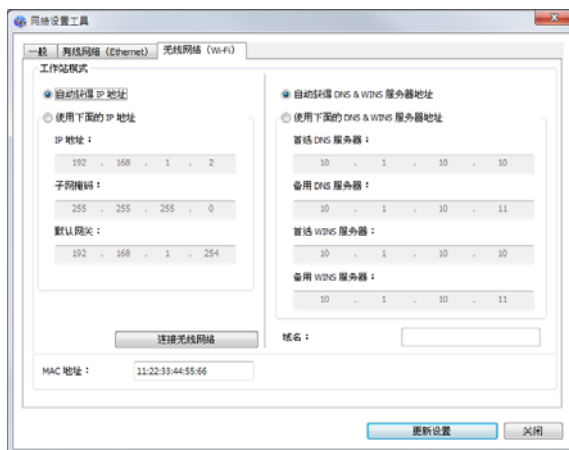 网络设置工具
一般 有线网络 (Ethernet) 无线网络 (Wi-Fi)
工作站模式
自动获得 IP 地址
使用下面的 IP 地址
IP 地址：
192 . 168 . 1 . 2
子网掩码：
255 . 255 . 255 . 0
默认网关：
192 . 168 . 1 . 254
连接无线网络
自动获得 DNS & WINS 服务器地址
使用下面的 DNS & WINS 服务器地址
首选 DNS 服务器：
10 . 1 . 10 . 10
备用 DNS 服务器：
10 . 1 . 10 . 11
首选 WINS 服务器：
10 . 1 . 10 . 10
备用 WINS 服务器：
10 . 1 . 10 . 11
域名：
MAC 地址： 11:22:33:44:55:66
更新设置 关闭